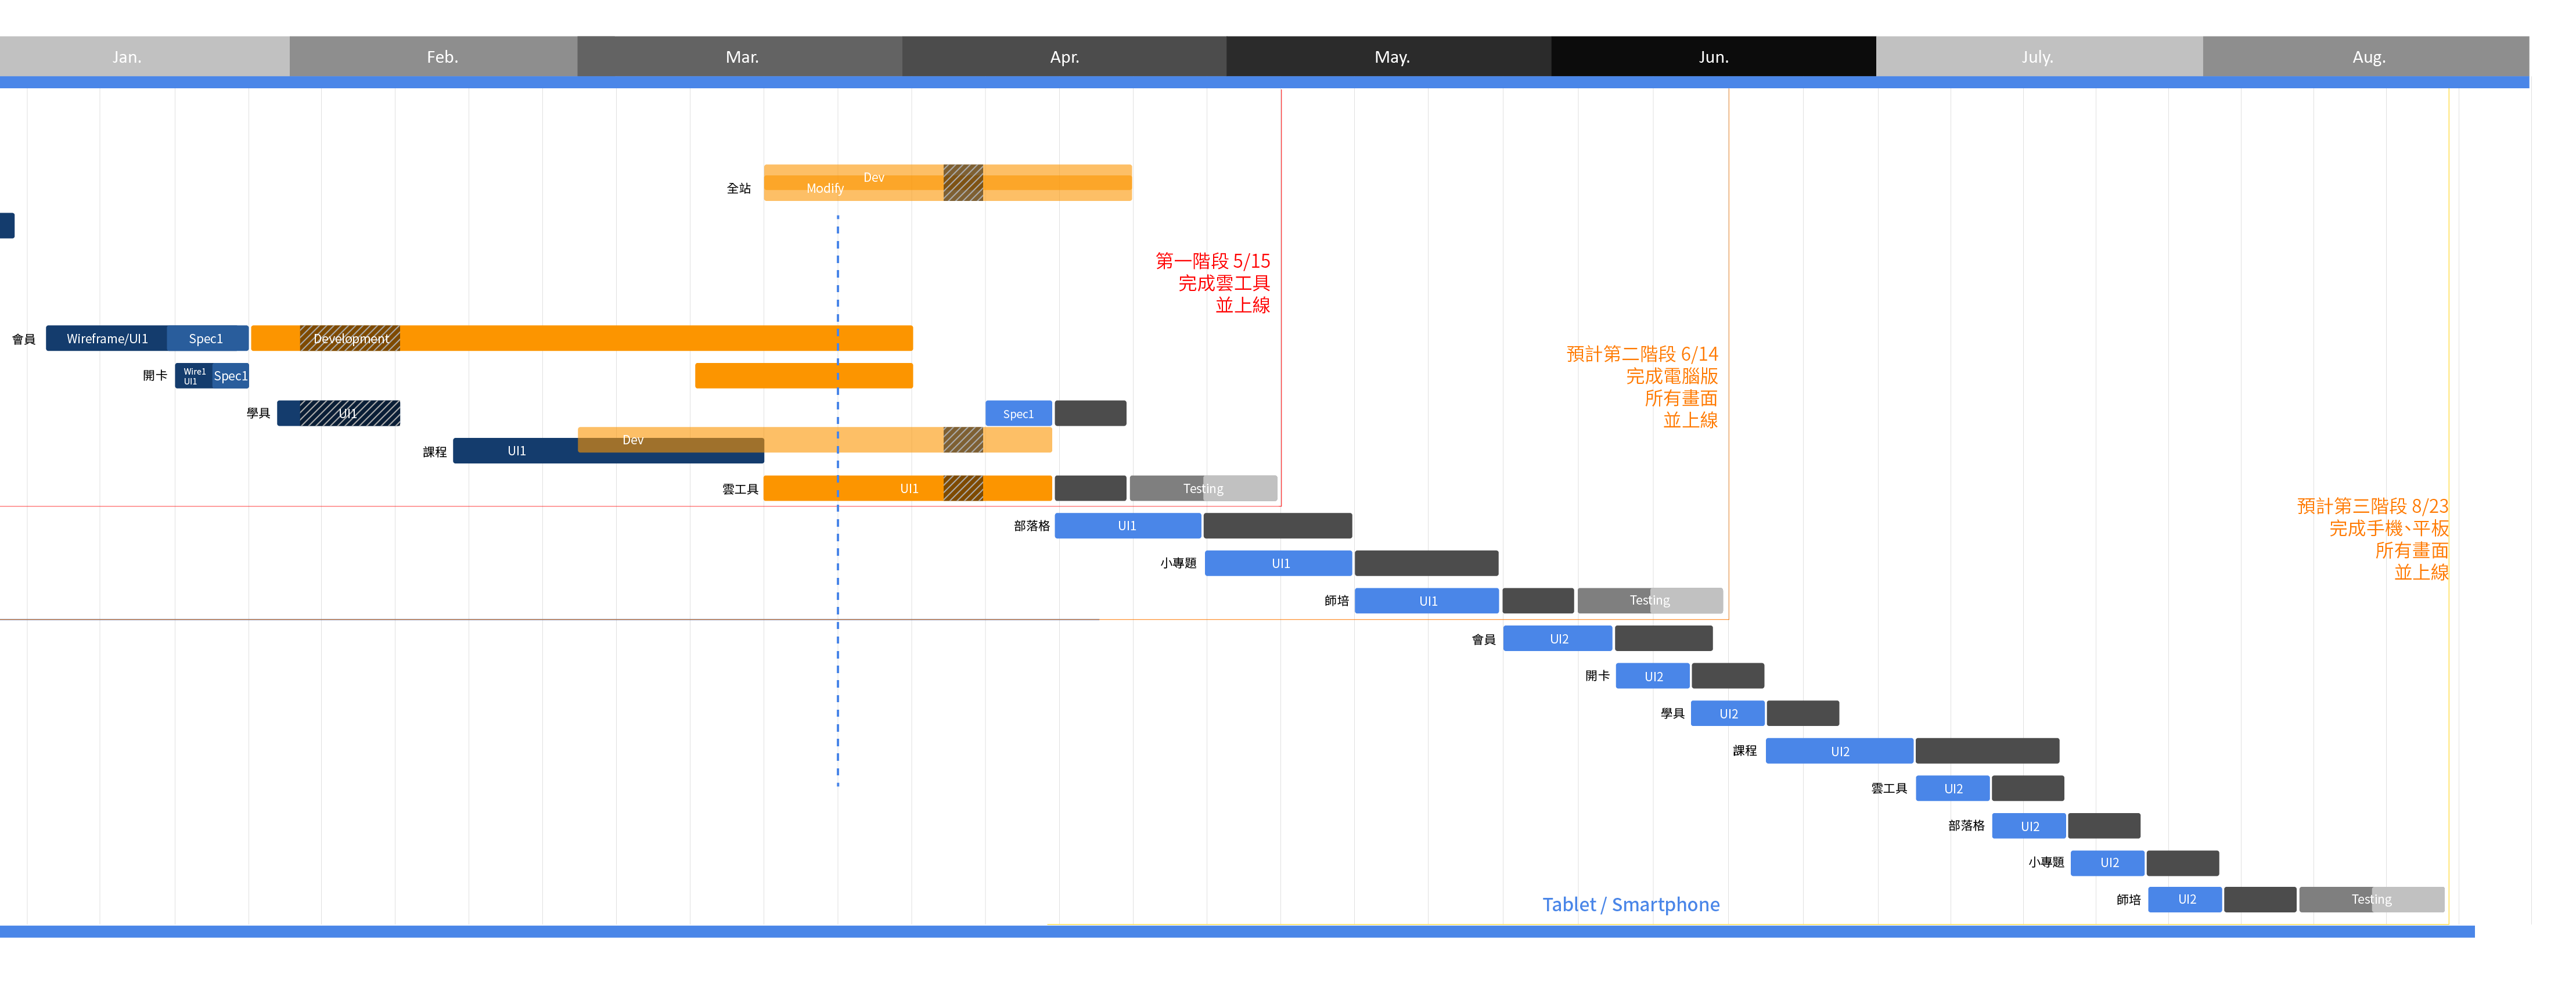 Jan. Feb. Mar. Apr. May. Jun. July. Aug.
Dev
全站 Modify
第一階段 5/15
完成雲工具
並上線
會員 Wireframe/UI1 Spec1 Development
預計第二階段 6/14
完成電腦版
所有畫面
並上線
開卡 Wire1
UI1
Spec1
學具 UI1 Spec1
Dev
課程 UI1
雲工具 UI1 Testing
預計第三階段 8/23
完成手機、平板
所有畫面
並上線
部落格 UI1
小專題 UI1
師培 UI1 Testing
會員 UI2
開卡 UI2
學具 UI2
課程 UI2
雲工具 UI2
部落格 UI2
小專題 UI2
師培 UI2 Testing
Tablet / Smartphone